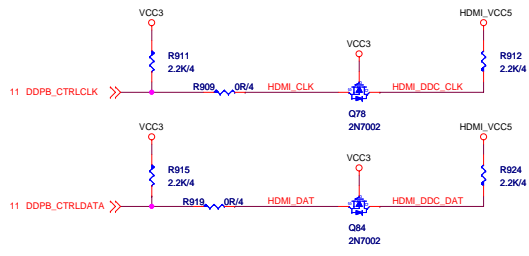 VCC3 HDMI_VCC5
R911 2.2K/4 VCC3 R912 2.2K/4
11 DDPB_CTRLCLK R909 0R/4 HDMI_CLK HDMI_DDC_CLK
Q78
2N7002
VCC3 HDMI_VCC5
R915 2.2K/4 VCC3 R924 2.2K/4
11 DDPB_CTRLDATA R919 0R/4 HDMI_DAT HDMI_DDC_DAT
Q84
2N7002